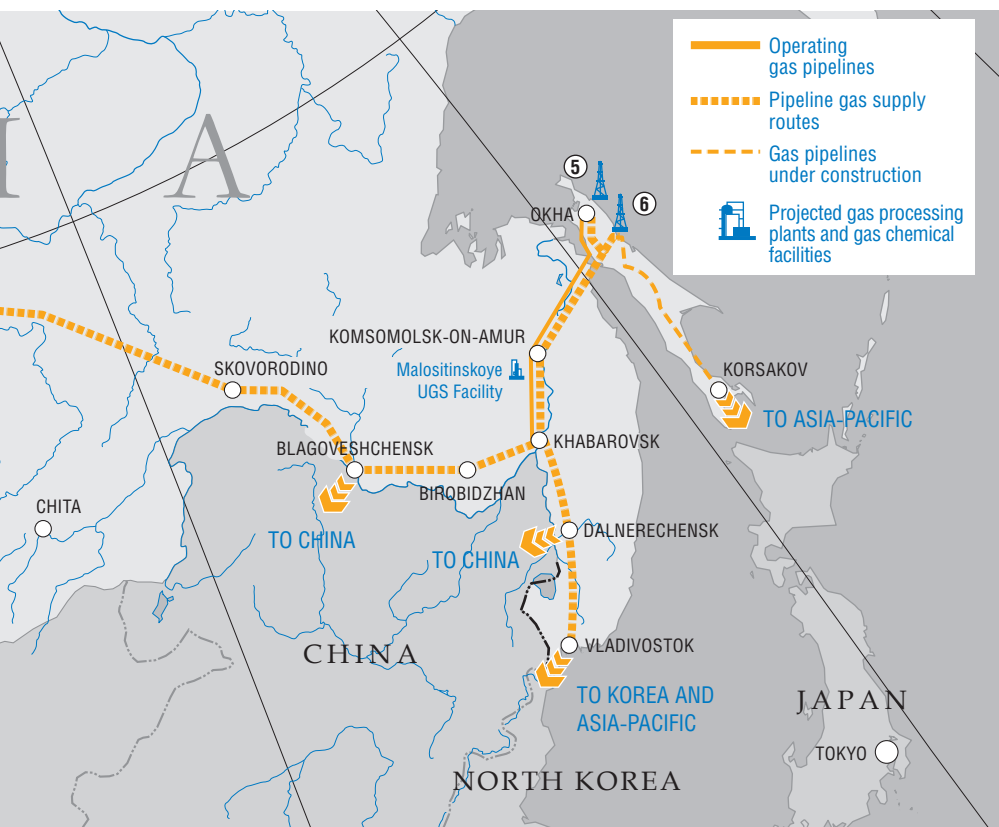 Operating
gas pipelines
Pipeline gas supply
routes
Gas pipelines
under construction
Projected gas processing
plants and gas chemical
facilities
I A
5
6
OKHA
KOMSOMOLSK-ON-AMUR
Malositinskoye
UGS Facility
SKOVORODINO
KORSAKOV
TO ASIA-PACIFIC
BLAGOVESHCHENSK
KHABAROVSK
BIROBIDZHAN
CHITA
TO CHINA
TO CHINA
DALNERECHENSK
CHINA
VLADIVOSTOK
TO KOREA AND
ASIA-PACIFIC
JAPAN
TOKYO
NORTH KOREA